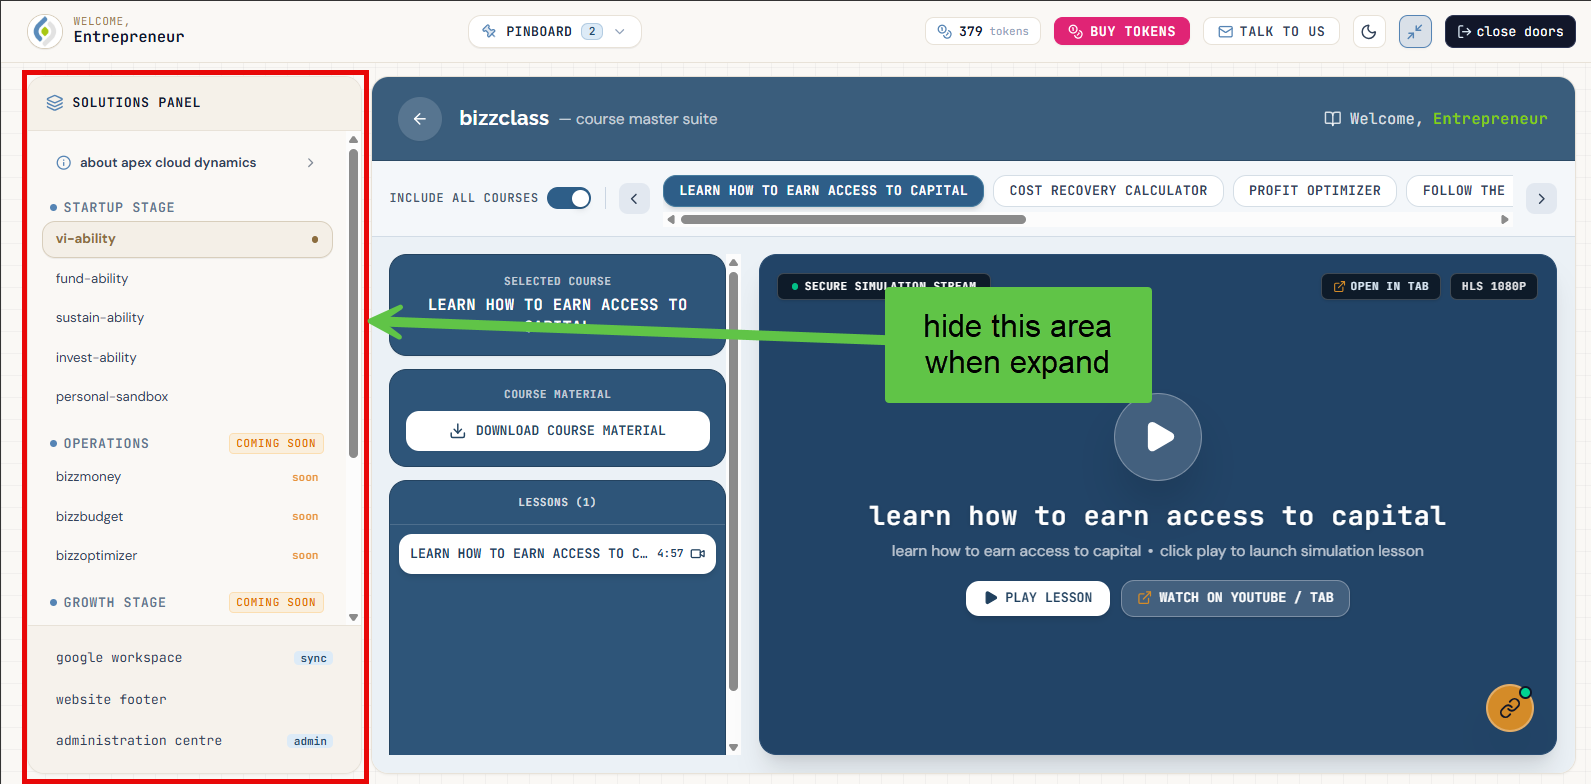 WELCOME,
Entrepreneur
PINBOARD 2
379 tokens
BUY TOKENS
TALK TO US
close doors
SOLUTIONS PANEL
about apex cloud dynamics
STARTUP STAGE
vi-ability
fund-ability
sustain-ability
invest-ability
personal-sandbox
OPERATIONS COMING SOON
bizzmoney soon
bizzbudget soon
bizzoptimizer soon
GROWTH STAGE COMING SOON
google workspace sync
website footer
administration centre admin
bizzclass — course master suite
Welcome, Entrepreneur
INCLUDE ALL COURSES
LEARN HOW TO EARN ACCESS TO CAPITAL
COST RECOVERY CALCULATOR
PROFIT OPTIMIZER
FOLLOW THE
SELECTED COURSE
LEARN HOW TO EARN ACCESS TO
CAPITAL
COURSE MATERIAL
DOWNLOAD COURSE MATERIAL
LESSONS (1)
LEARN HOW TO EARN ACCESS TO C… 4:57
SECURE SIMULATION STREAM
OPEN IN TAB
HLS 1080P
hide this area
when expand
learn how to earn access to capital
learn how to earn access to capital • click play to launch simulation lesson
PLAY LESSON
WATCH ON YOUTUBE / TAB